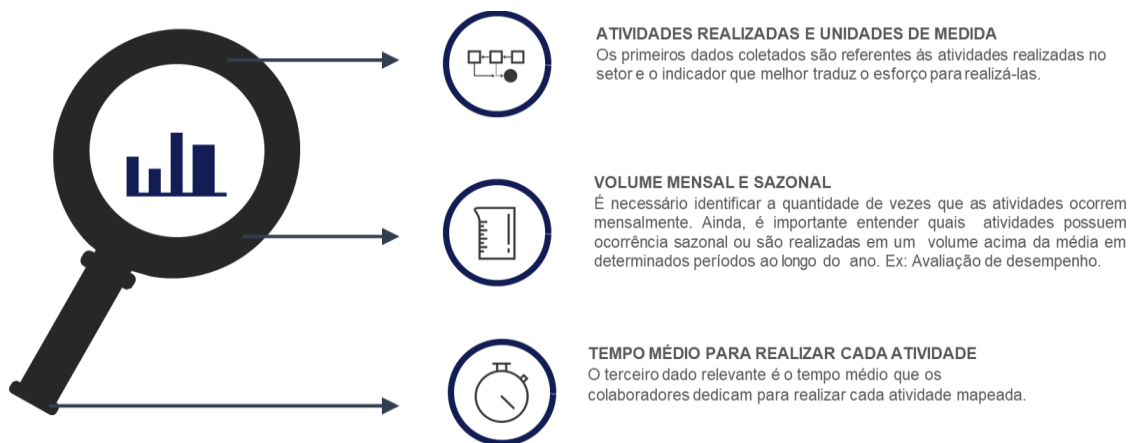 ATIVIDADES REALIZADAS E UNIDADES DE MEDIDA
Os primeiros dados coletados são referentes às atividades realizadas no
setor e o indicador que melhor traduz o esforço para realizá-las.
VOLUME MENSAL E SAZONAL
É necessário identificar a quantidade de vezes que as atividades ocorrem
mensalmente. Ainda, é importante entender quais atividades possuem
ocorrência sazonal ou são realizadas em um volume acima da média em
determinados períodos ao longo do ano. Ex: Avaliação de desempenho.
TEMPO MÉDIO PARA REALIZAR CADA ATIVIDADE
O terceiro dado relevante é o tempo médio que os
colaboradores dedicam para realizar cada atividade mapeada.